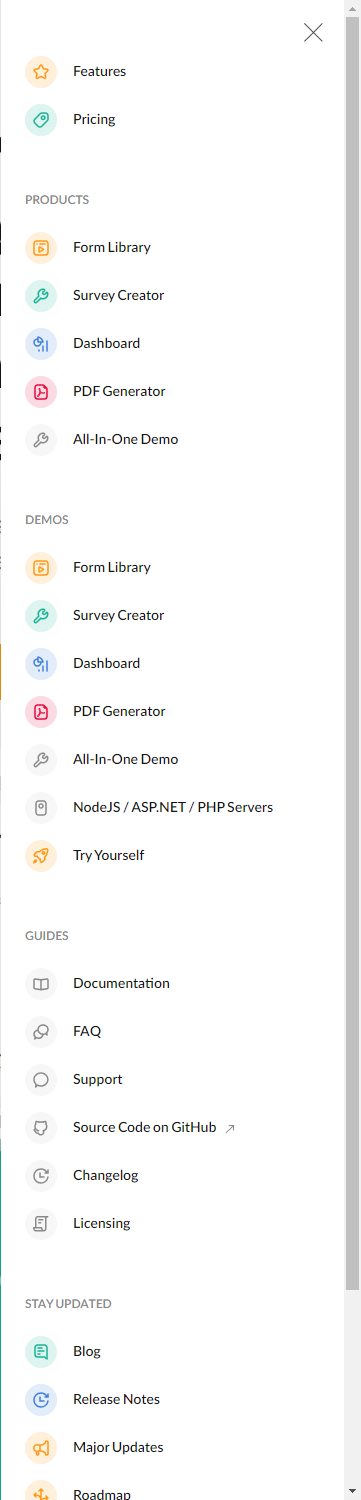 Features
Pricing
PRODUCTS
Form Library
Survey Creator
Dashboard
PDF Generator
All-In-One Demo
DEMOS
Form Library
Survey Creator
Dashboard
PDF Generator
All-In-One Demo
NodeJS / ASP.NET / PHP Servers
Try Yourself
GUIDES
Documentation
FAQ
Support
Source Code on GitHub
Changelog
Licensing
STAY UPDATED
Blog
Release Notes
Major Updates
Roadmap